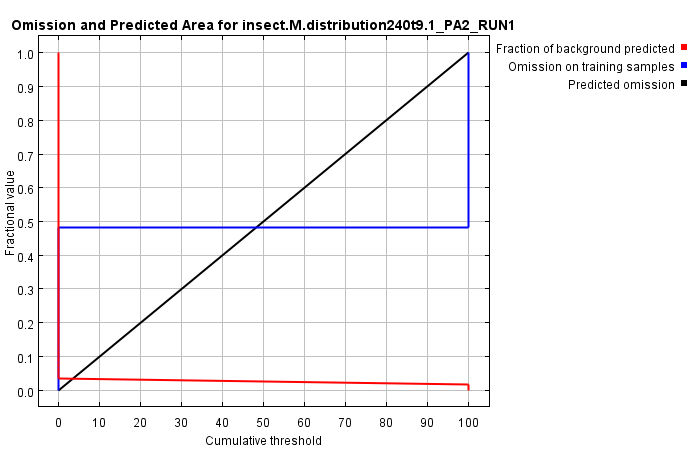 Omission and Predicted Area for insect.M.distribution240t9.1_PA2_RUN1
Fraction of background predicted
Omission on training samples
Predicted omission
Fractional value
1.0
0.9
0.8
0.7
0.6
0.5
0.4
0.3
0.2
0.1
0.0
0 10 20 30 40 50 60 70 80 90 100
Cumulative threshold